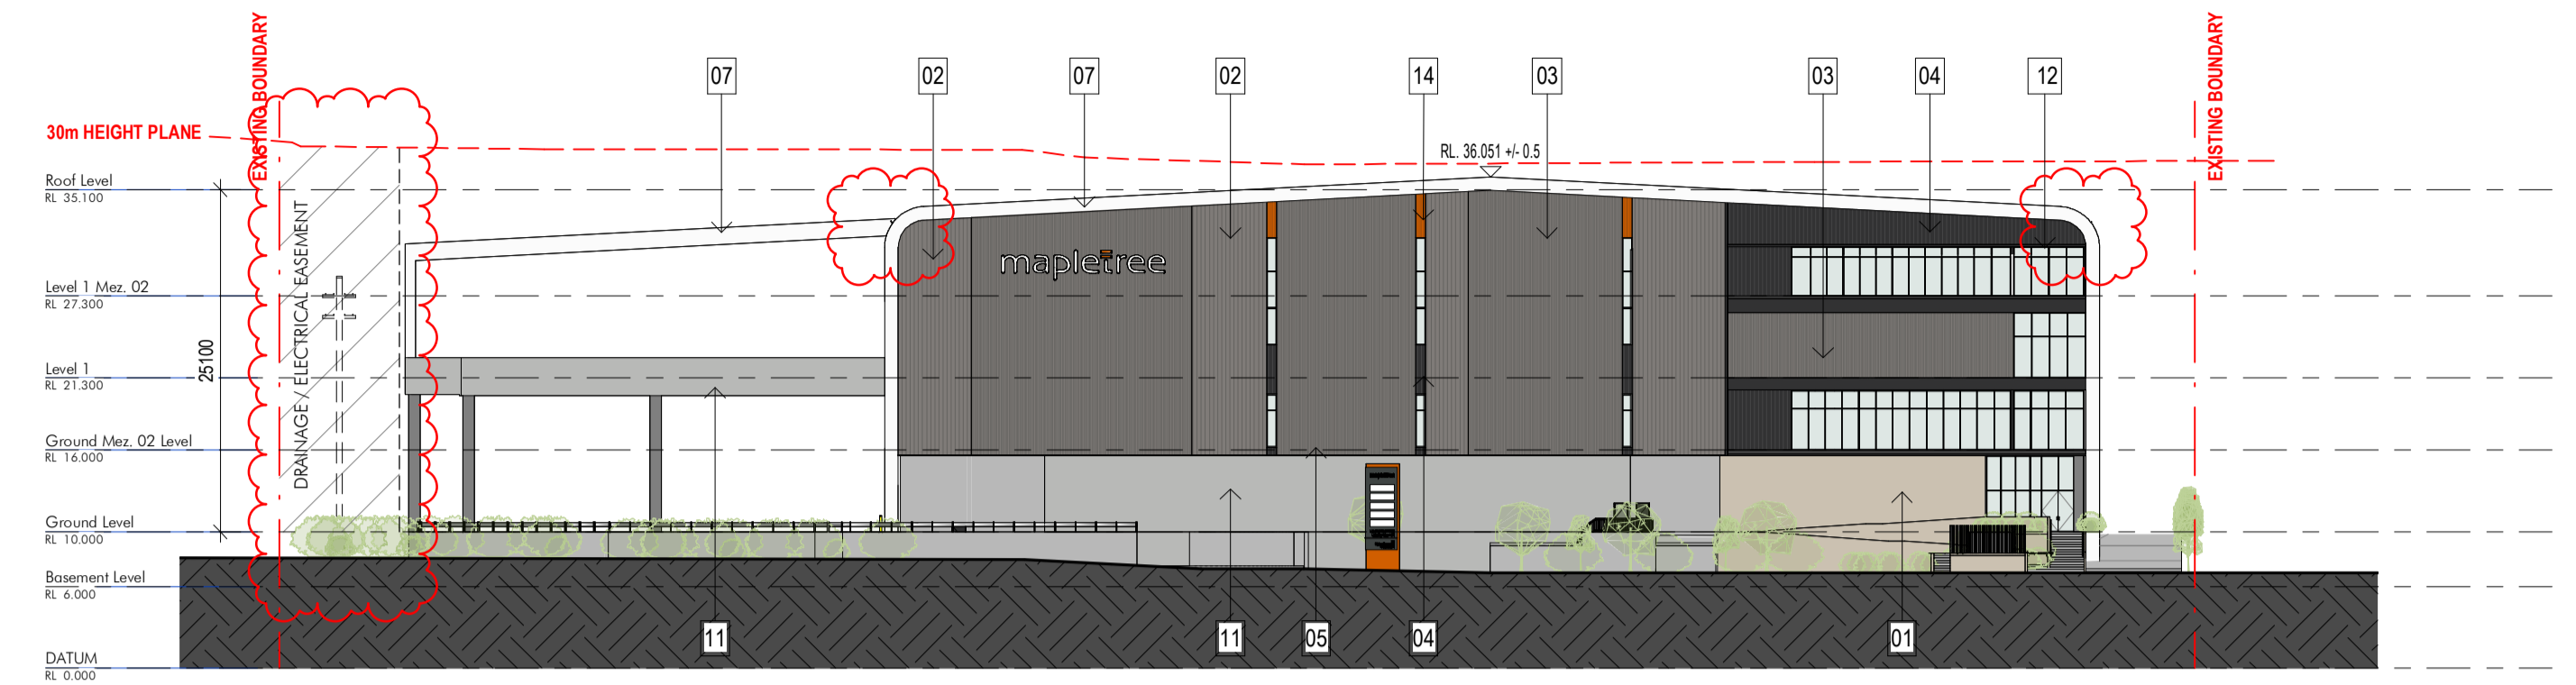 EXISTING BOUNDARY
EXISTING BOUNDARY
07
02
07
02
14
03
03
04
12
30m HEIGHT PLANE
RL. 36.051 +/- 0.5
Roof Level
RL 35.100
DRAINAGE / ELECTRICAL EASEMENT
mapletree
Level 1 Mez. 02
RL 27.300
25100
Level 1
RL 21.300
Ground Mez. 02 Level
RL 16.000
Ground Level
RL 10.000
Basement Level
RL 6.000
11
11
05
04
01
DATUM
RL 0.000